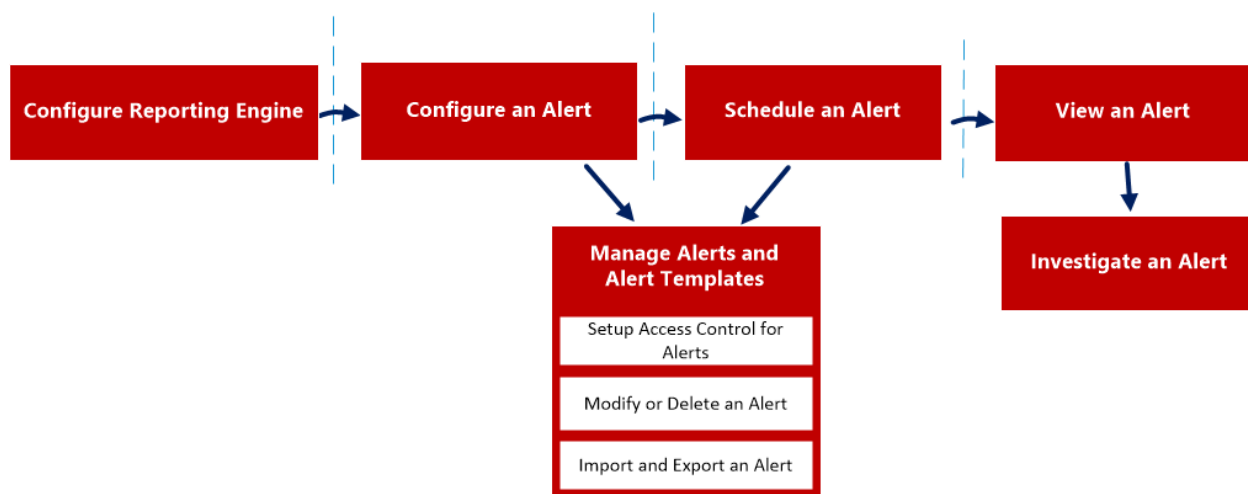 Configure Reporting Engine
Configure an Alert
Schedule an Alert
View an Alert
Manage Alerts and
Alert Templates
Setup Access Control for
Alerts
Modify or Delete an Alert
Import and Export an Alert
Investigate an Alert